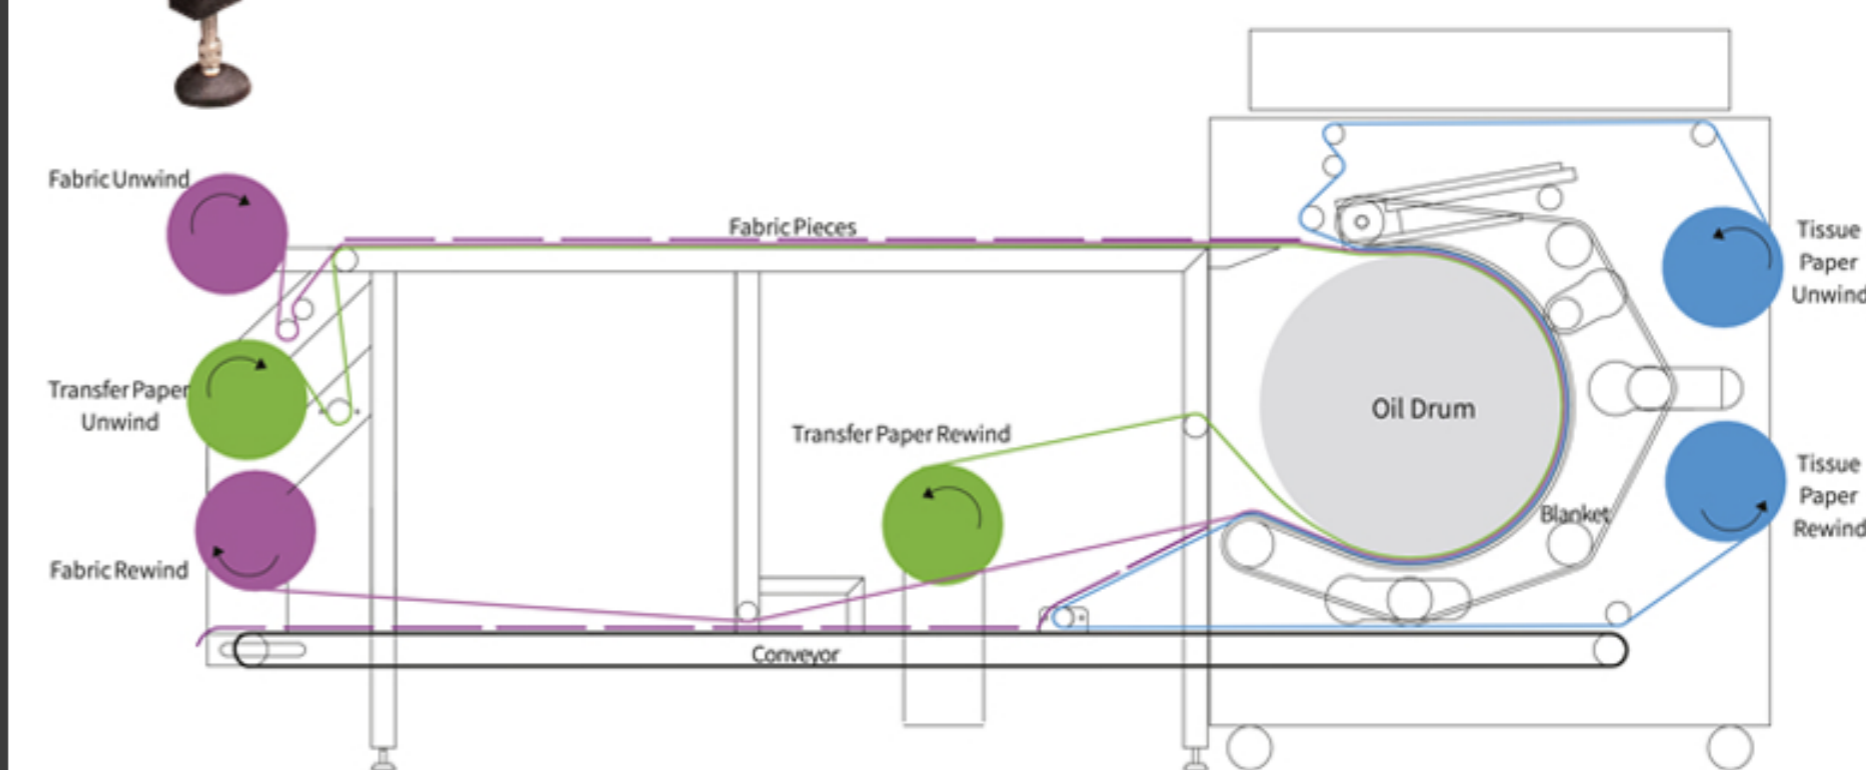 Fabric Unwind
Fabric Pieces
Tissue
Paper
Unwind
Transfer Paper
Unwind
Oil Drum
Transfer Paper Rewind
Tissue
Paper
Rewind
Blanket
Fabric Rewind
Conveyor